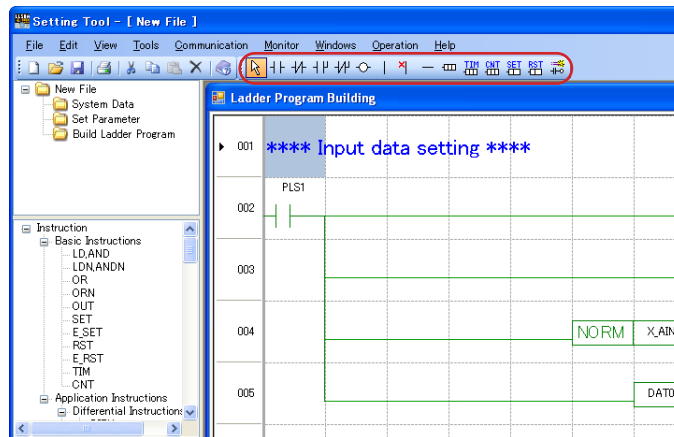 Setting Tool - [ New File ]
File Edit View Tools Communication Monitor Windows Operation Help
TIM CNT SET RST
New File
System Data
Set Parameter
Build Ladder Program
Ladder Program Building
001 **** Input data setting ****
PLS1
002
003
004 NORM X_AIN
005 DAT0
Instruction
Basic Instructions
LD,AND
LDN,ANDN
OR
ORN
OUT
SET
E_SET
RST
E_RST
TIM
CNT
Application Instructions
Differential Instructions